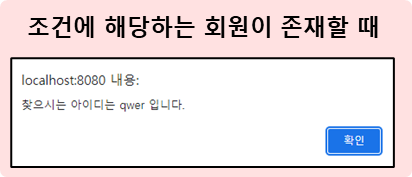 조건에 해당하는 회원이 존재할 때
localhost:8080 내용:
찾으시는 아이디는 qwer 입니다.
확인